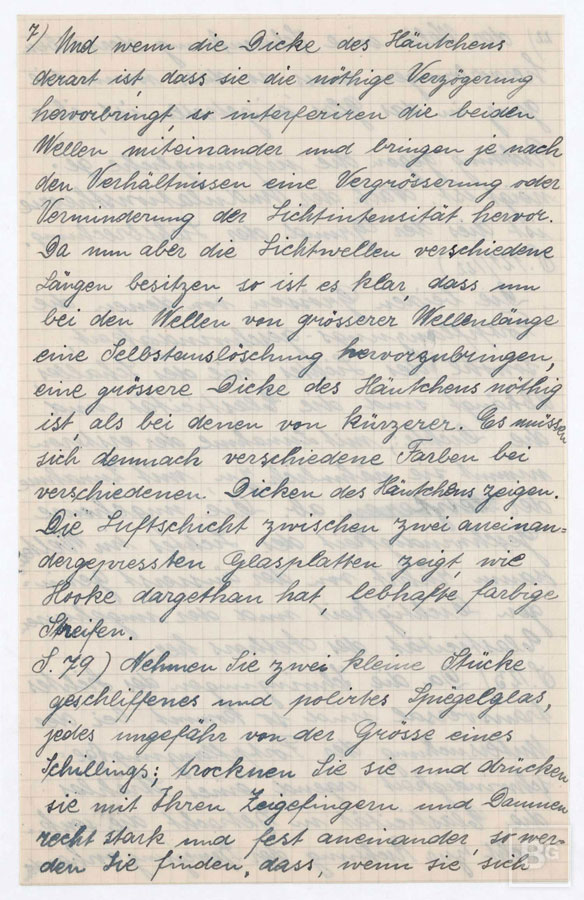 7) Und wenn die Dicke des Häutchens
derart ist, dass sie die nöthige Verzögerung
hervorbringt, so interferiren die beiden
Wellen miteinander und bringen je nach
den Verhältnissen eine Vergrösserung oder
Verminderung der Lichtintensität hervor.
Da nun aber die Lichtwellen verschiedene
Längen besitzen, so ist es klar, dass um
bei den Wellen von grösserer Wellenlänge
eine Selbstauslöschung hervorzubringen,
eine grössere Dicke des Häutchens nöthig
ist, als bei denen von kürzerer. Es müssen
sich demnach verschiedene Farben bei
verschiedenen Dicken des Häutchens zeigen.
Die Luftschicht zwischen zwei aneinan=
dergepressten Glasplatten zeigt, wie
Hooke dargethan hat, lebhafte farbige
Streifen.
S. 79) Nehmen Sie zwei kleine Stücke
geschliffenes und polirtes Spiegelglas,
jedes ungefähr von der Grösse eines
Schillings; trocknen Sie sie und drücken
sie mit Ihren Zeigefingern und Daumen
recht stark und fest aneinander, so wer-
den Sie finden, dass, wenn sie sich
BG